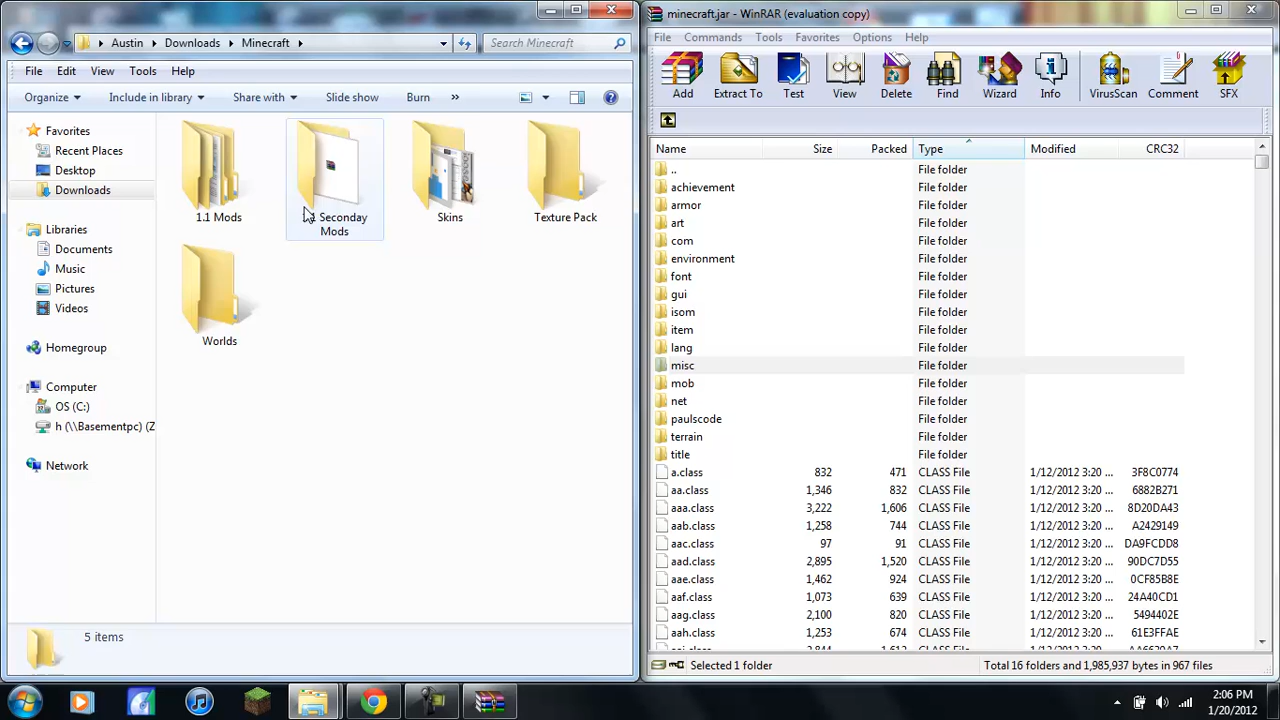 Austin Downloads Minecraft
Search Minecraft
File Edit View Tools Help
Organize Include in library Share with Slide show Burn »
Favorites
Recent Places
Desktop
Downloads
Libraries
Documents
Music
Pictures
Videos
Homegroup
Computer
OS (C:)
h (\\Basementpc) (Z
Network
1.1 Mods
Seconday
Mods
Skins
Texture Pack
Worlds
5 items
minecraft.jar - WinRAR (evaluation copy)
File Commands Tools Favorites Options Help
Add Extract To Test View Delete Find Wizard Info VirusScan Comment SFX
Name Size Packed Type Modified CRC32
.. File folder
achievement File folder
armor File folder
art File folder
com File folder
environment File folder
font File folder
gui File folder
isom File folder
item File folder
lang File folder
misc File folder
mob File folder
net File folder
paulscode File folder
terrain File folder
title File folder
a.class 832 471 CLASS File 1/12/2012 3:20 ... 3F8C0774
aa.class 1,346 832 CLASS File 1/12/2012 3:20 ... 6882B271
aaa.class 3,222 1,606 CLASS File 1/12/2012 3:20 ... 8D20DA43
aab.class 1,258 744 CLASS File 1/12/2012 3:20 ... A2429149
aac.class 97 91 CLASS File 1/12/2012 3:20 ... DA9FCDD8
aad.class 2,895 1,520 CLASS File 1/12/2012 3:20 ... 90DC7D55
aae.class 1,462 924 CLASS File 1/12/2012 3:20 ... 0CF85B8E
aaf.class 1,073 639 CLASS File 1/12/2012 3:20 ... 24A40CD1
aag.class 2,100 820 CLASS File 1/12/2012 3:20 ... 5494402E
aah.class 1,253 674 CLASS File 1/12/2012 3:20 ... 61E3FFAE
Selected 1 folder
Total 16 folders and 1,985,937 bytes in 967 files
2:06 PM
1/20/2012